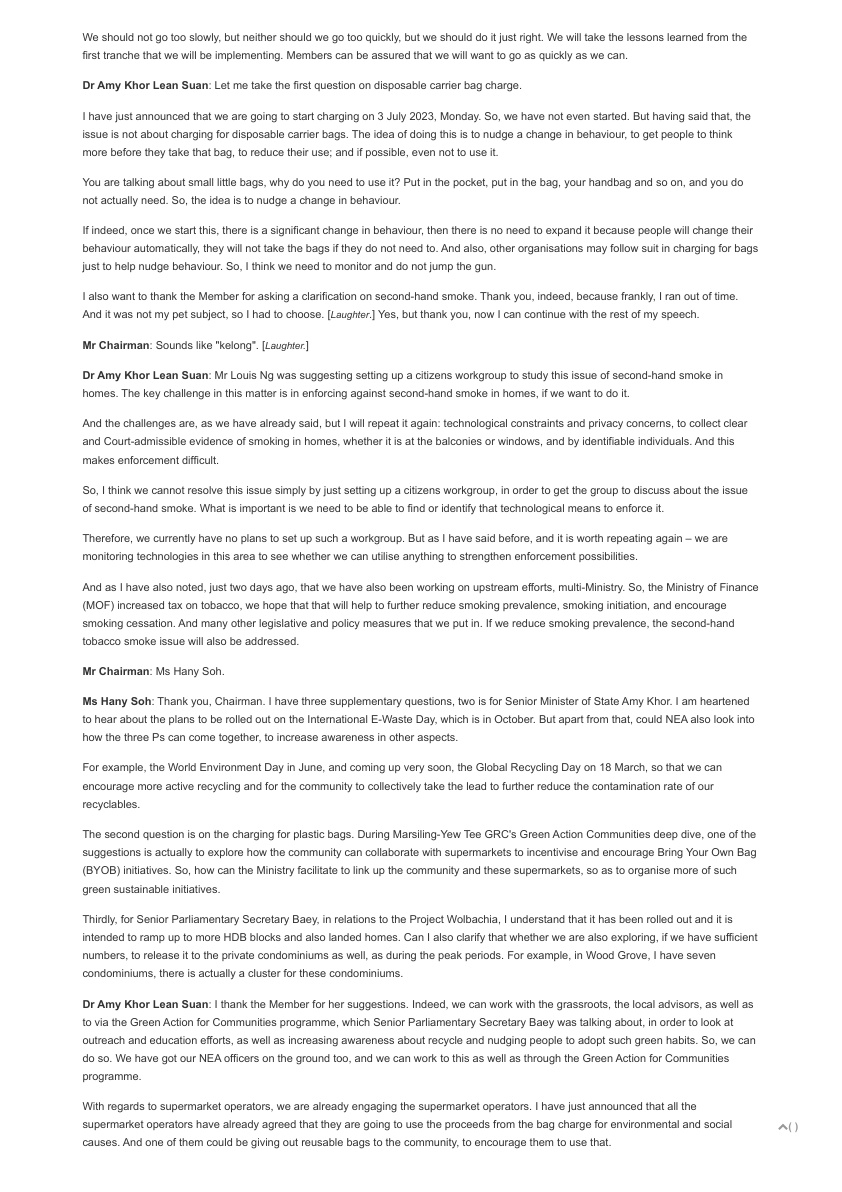 We should not go too slowly, but neither should we go too quickly, but we should do it just right. We will take the lessons learned from the
first tranche that we will be implementing. Members can be assured that we will want to go as quickly as we can.
Dr Amy Khor Lean Suan: Let me take the first question on disposable carrier bag charge.
I have just announced that we are going to start charging on 3 July 2023, Monday. So, we have not even started. But having said that, the
issue is not about charging for disposable carrier bags. The idea of doing this is to nudge a change in behaviour, to get people to think
more before they take that bag, to reduce their use; and if possible, even not to use it.
You are talking about small little bags, why do you need to use it? Put in the pocket, put in the bag, your handbag and so on, and you do
not actually need. So, the idea is to nudge a change in behaviour.
If indeed, once we start this, there is a significant change in behaviour, then there is no need to expand it because people will change their
behaviour automatically, they will not take the bags if they do not need to. And also, other organisations may follow suit in charging for bags
just to help nudge behaviour. So, I think we need to monitor and do not jump the gun.
I also want to thank the Member for asking a clarification on second-hand smoke. Thank you, indeed, because frankly, I ran out of time.
And it was not my pet subject, so I had to choose. [Laughter.] Yes, but thank you, now I can continue with the rest of my speech.
Mr Chairman: Sounds like "kelong". [Laughter.]
Dr Amy Khor Lean Suan: Mr Louis Ng was suggesting setting up a citizens workgroup to study this issue of second-hand smoke in
homes. The key challenge in this matter is in enforcing against second-hand smoke in homes, if we want to do it.
And the challenges are, as we have already said, but I will repeat it again: technological constraints and privacy concerns, to collect clear
and Court-admissible evidence of smoking in homes, whether it is at the balconies or windows, and by identifiable individuals. And this
makes enforcement difficult.
So, I think we cannot resolve this issue simply by just setting up a citizens workgroup, in order to get the group to discuss about the issue
of second-hand smoke. What is important is we need to be able to find or identify that technological means to enforce it.
Therefore, we currently have no plans to set up such a workgroup. But as I have said before, and it is worth repeating again – we are
monitoring technologies in this area to see whether we can utilise anything to strengthen enforcement possibilities.
And as I have also noted, just two days ago, that we have also been working on upstream efforts, multi-Ministry. So, the Ministry of Finance
(MOF) increased tax on tobacco, we hope that that will help to further reduce smoking prevalence, smoking initiation, and encourage
smoking cessation. And many other legislative and policy measures that we put in. If we reduce smoking prevalence, the second-hand
tobacco smoke issue will also be addressed.
Mr Chairman: Ms Hany Soh.
Ms Hany Soh: Thank you, Chairman. I have three supplementary questions, two is for Senior Minister of State Amy Khor. I am heartened
to hear about the plans to be rolled out on the International E-Waste Day, which is in October. But apart from that, could NEA also look into
how the three Ps can come together, to increase awareness in other aspects.
For example, the World Environment Day in June, and coming up very soon, the Global Recycling Day on 18 March, so that we can
encourage more active recycling and for the community to collectively take the lead to further reduce the contamination rate of our
recyclables.
The second question is on the charging for plastic bags. During Marsiling-Yew Tee GRC's Green Action Communities deep dive, one of the
suggestions is actually to explore how the community can collaborate with supermarkets to incentivise and encourage Bring Your Own Bag
(BYOB) initiatives. So, how can the Ministry facilitate to link up the community and these supermarkets, so as to organise more of such
green sustainable initiatives.
Thirdly, for Senior Parliamentary Secretary Baey, in relations to the Project Wolbachia, I understand that it has been rolled out and it is
intended to ramp up to more HDB blocks and also landed homes. Can I also clarify that whether we are also exploring, if we have sufficient
numbers, to release it to the private condominiums as well, as during the peak periods. For example, in Wood Grove, I have seven
condominiums, there is actually a cluster for these condominiums.
Dr Amy Khor Lean Suan: I thank the Member for her suggestions. Indeed, we can work with the grassroots, the local advisors, as well as
to via the Green Action for Communities programme, which Senior Parliamentary Secretary Baey was talking about, in order to look at
outreach and education efforts, as well as increasing awareness about recycle and nudging people to adopt such green habits. So, we can
do so. We have got our NEA officers on the ground too, and we can work to this as well as through the Green Action for Communities
programme.
With regards to supermarket operators, we are already engaging the supermarket operators. I have just announced that all the
supermarket operators have already agreed that they are going to use the proceeds from the bag charge for environmental and social
causes. And one of them could be giving out reusable bags to the community, to encourage them to use that.
( )